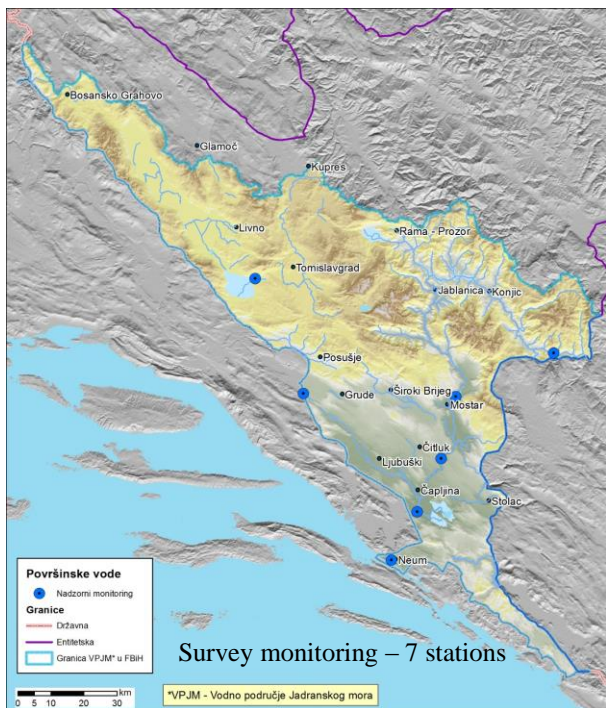 Bosansko Grahovo
Glamoč
Kupres
Livno
Rama - Prozor
Tomislavgrad
Jablanica
Konjic
Posušje
Grude
Široki Brijeg
Mostar
Čitluk
Ljubuški
Čapljina
Stolac
Neum
Površinske vode
Nadzorni monitoring
Granice
Državna
Entitetska
Granica VPJM* u FBiH
Survey monitoring – 7 stations
km
0 5 10 20 30
*VPJM - Vodno područje Jadranskog mora